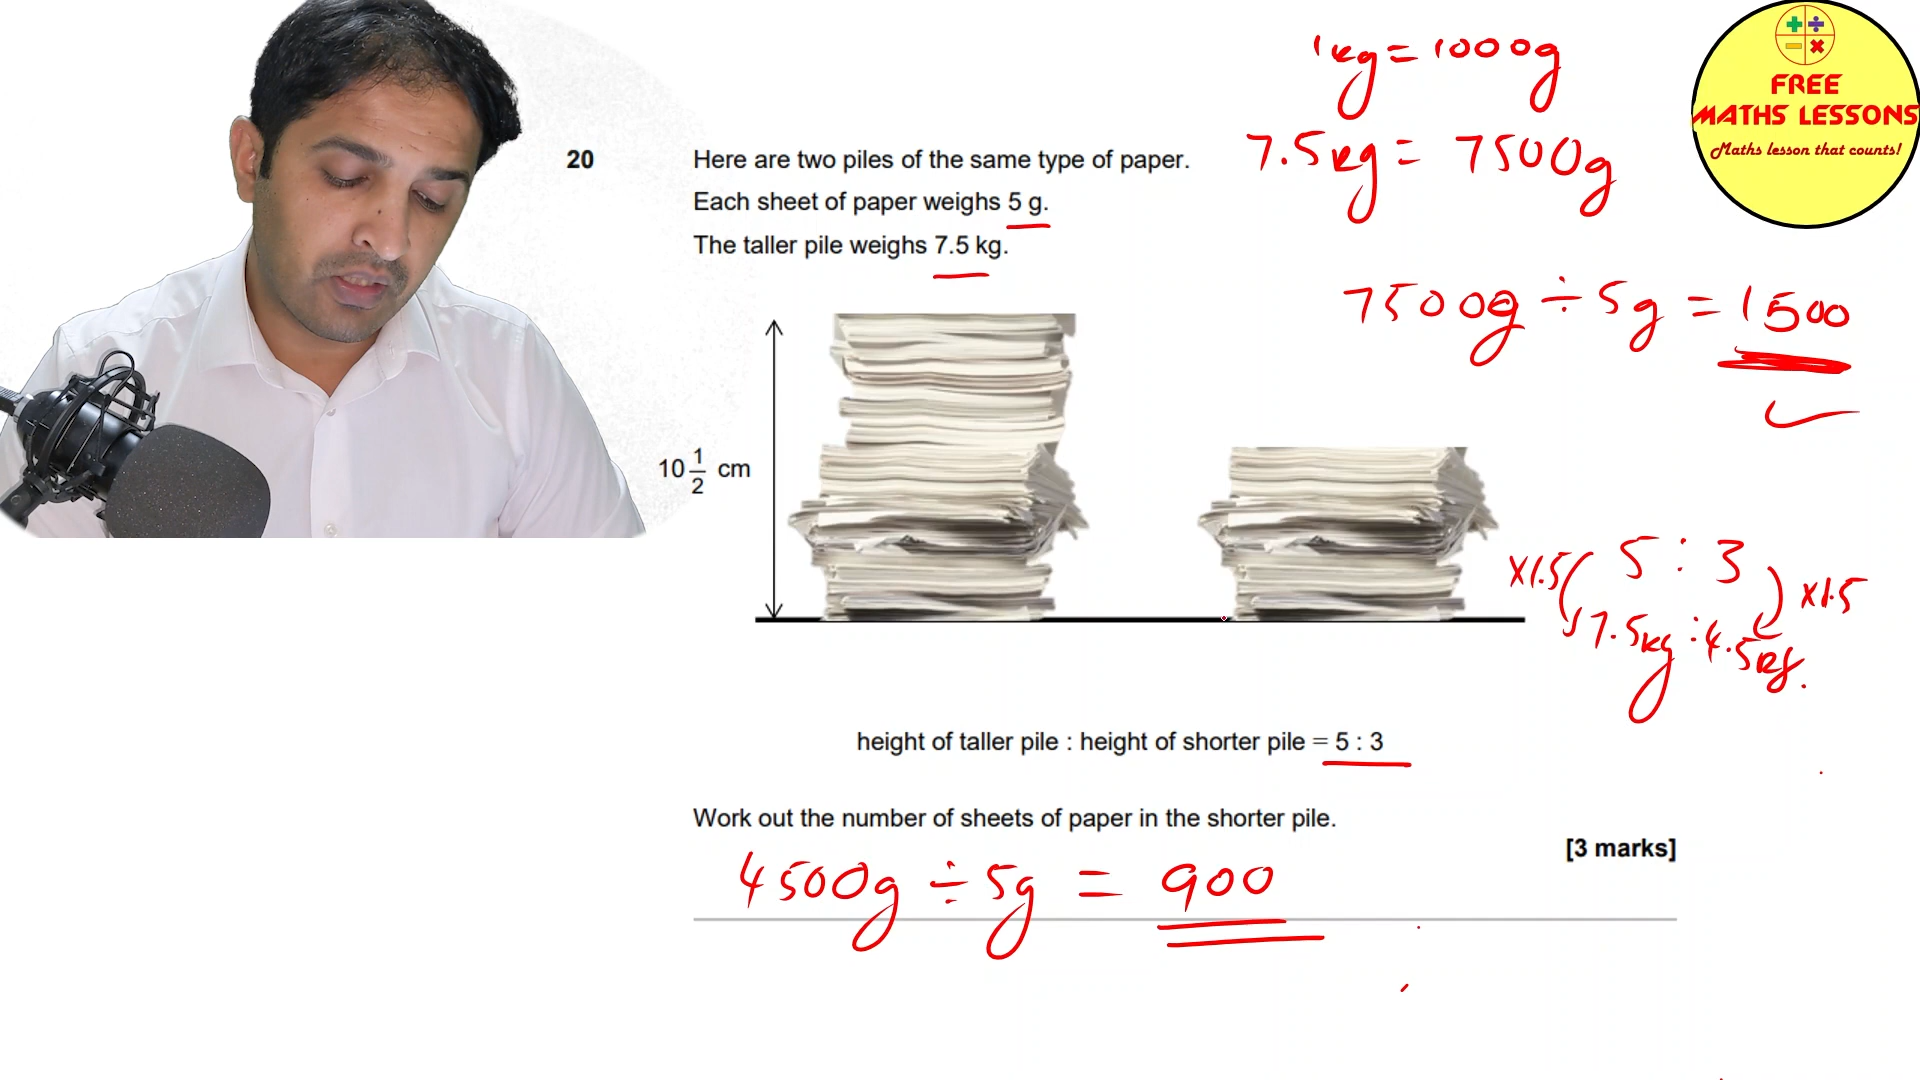 1kg = 1000g
FREE
MATHS LESSONS
Maths lesson that counts!
20 Here are two piles of the same type of paper.
7.5kg = 7500g
Each sheet of paper weighs 5 g.
The taller pile weighs 7.5 kg.
7500g ÷ 5g = 1500
10 1/2 cm
×1.5 5 : 3 ×1.5
7.5kg : 4.5kg.
height of taller pile : height of shorter pile = 5 : 3
Work out the number of sheets of paper in the shorter pile.
[3 marks]
4500g ÷ 5g = 900